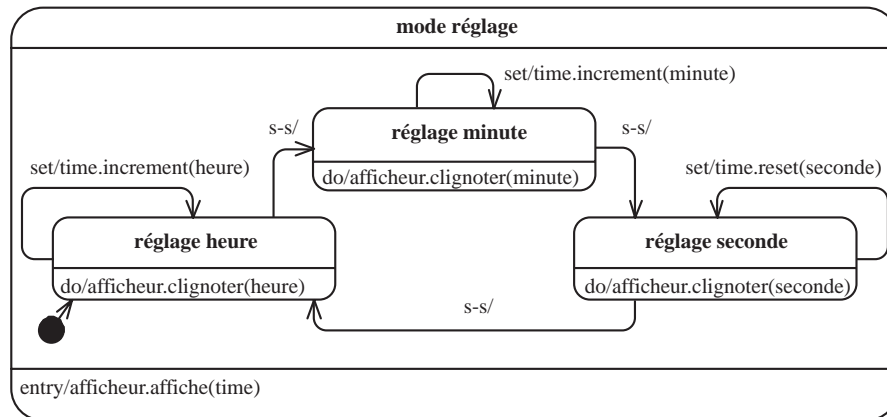 mode réglage
set/time.increment(minute)
s-s/
réglage minute
s-s/
do/afficheur.clignoter(minute)
set/time.increment(heure)
set/time.reset(seconde)
réglage heure
réglage seconde
do/afficheur.clignoter(heure)
do/afficheur.clignoter(seconde)
s-s/
entry/afficheur.affiche(time)